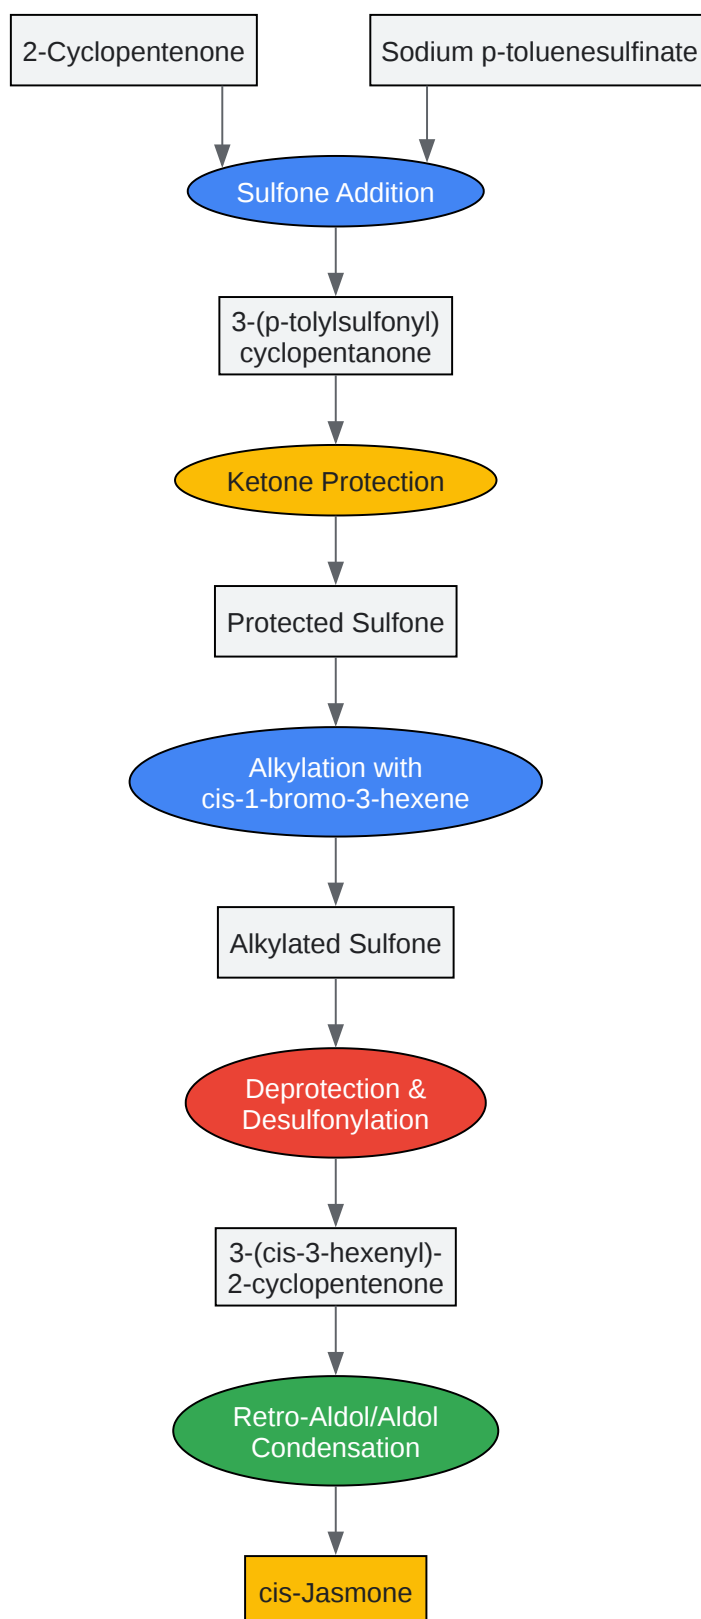 2-Cyclopentenone
Sodium p-toluenesulfinate
Sulfone Addition
3-(p-tolylsulfonyl)
cyclopentanone
Ketone Protection
Protected Sulfone
Alkylation with
cis-1-bromo-3-hexene
Alkylated Sulfone
Deprotection &
Desulfonylation
3-(cis-3-hexenyl)-
2-cyclopentenone
Retro-Aldol/Aldol
Condensation
cis-Jasmone